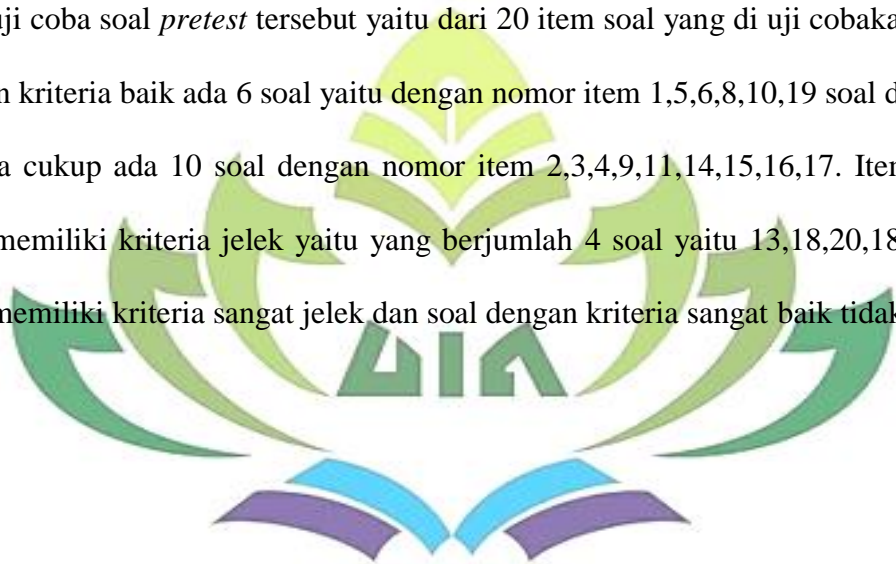 uji coba soal pretest tersebut yaitu dari 20 item soal yang di uji cobaka
n kriteria baik ada 6 soal yaitu dengan nomor item 1,5,6,8,10,19 soal d
a cukup ada 10 soal dengan nomor item 2,3,4,9,11,14,15,16,17. Iter
memiliki kriteria jelek yaitu yang berjumlah 4 soal yaitu 13,18,20,18
memiliki kriteria sangat jelek dan soal dengan kriteria sangat baik tidak
UIN